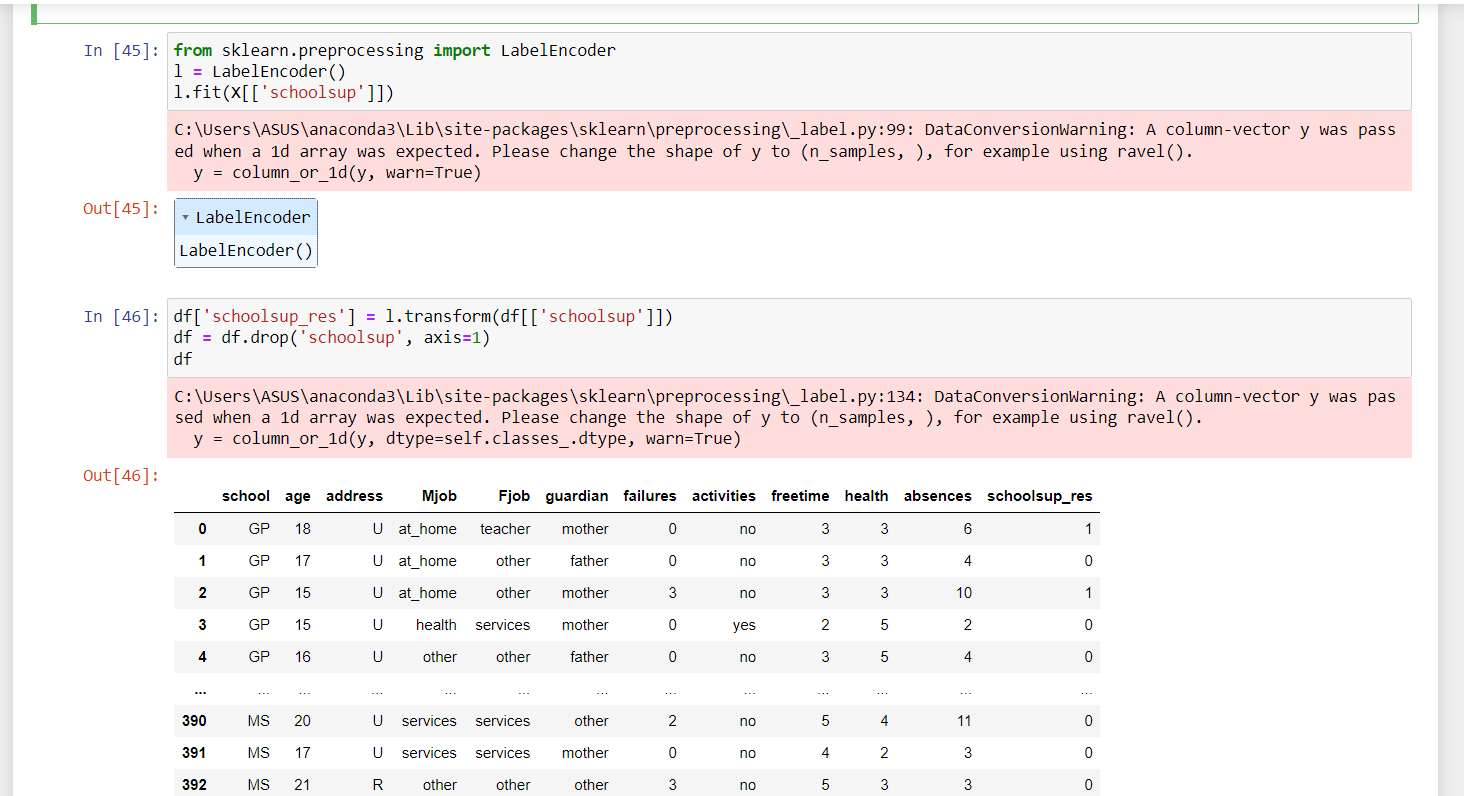 In [45]: from sklearn.preprocessing import LabelEncoder
l = LabelEncoder()
l.fit(X[['schoolsup']])
C:\Users\ASUS\anaconda3\Lib\site-packages\sklearn\preprocessing\_label.py:99: DataConversionWarning: A column-vector y was pass
ed when a 1d array was expected. Please change the shape of y to (n_samples, ), for example using ravel().
y = column_or_1d(y, warn=True)
Out[45]: ▾ LabelEncoder
LabelEncoder()
In [46]: df['schoolsup_res'] = l.transform(df[['schoolsup']])
df = df.drop('schoolsup', axis=1)
df
C:\Users\ASUS\anaconda3\Lib\site-packages\sklearn\preprocessing\_label.py:134: DataConversionWarning: A column-vector y was pas
sed when a 1d array was expected. Please change the shape of y to (n_samples, ), for example using ravel().
y = column_or_1d(y, dtype=self.classes_.dtype, warn=True)
Out[46]:
school age address Mjob Fjob guardian failures activities freetime health absences schoolsup_res
0 GP 18 U at_home teacher mother 0 no 3 3 6 1
1 GP 17 U at_home other father 0 no 3 3 4 0
2 GP 15 U at_home other mother 3 no 3 3 10 1
3 GP 15 U health services mother 0 yes 2 5 2 0
4 GP 16 U other other father 0 no 3 5 4 0
... ... ... ... ... ... ... ... ... ... ... ... ...
390 MS 20 U services services other 2 no 5 4 11 0
391 MS 17 U services services mother 0 no 4 2 3 0
392 MS 21 R other other other 3 no 5 3 3 0